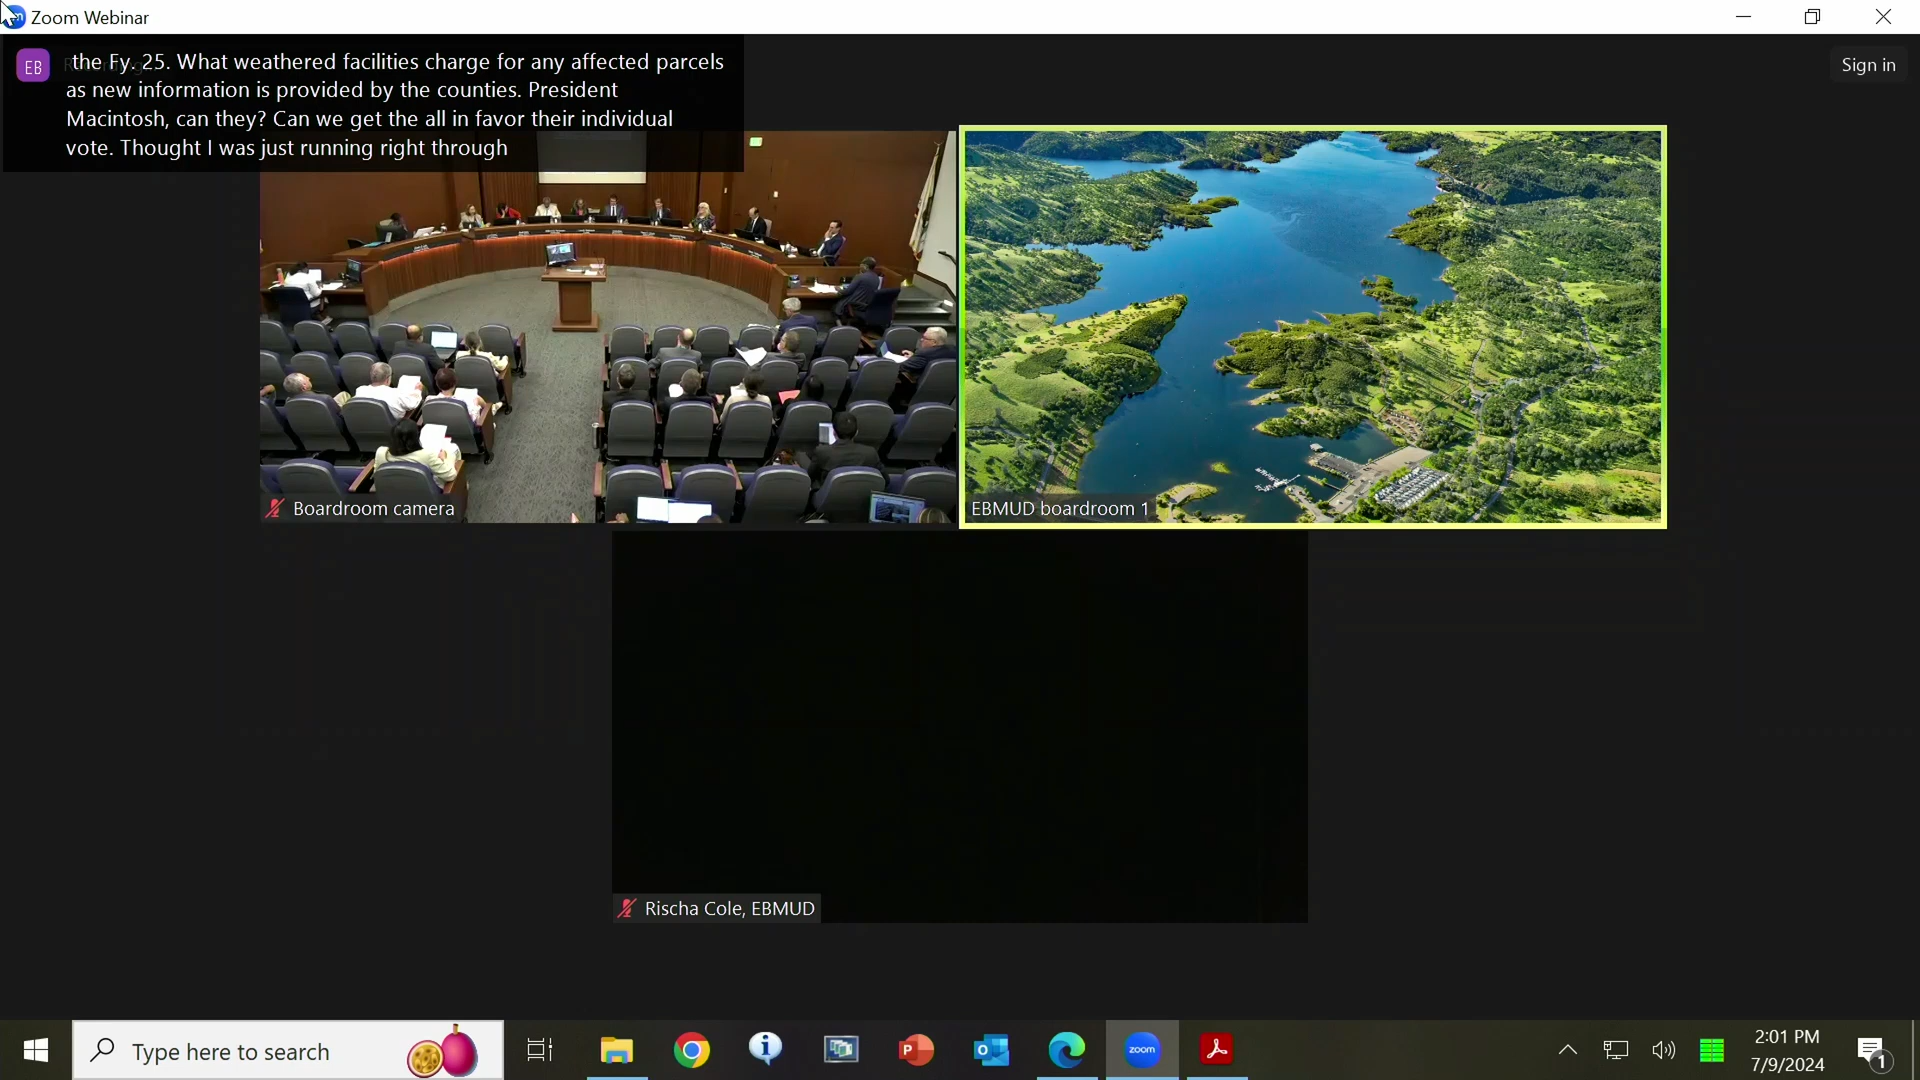 Zoom Webinar
EB
the Fy. 25. What weathered facilities charge for any affected parcels
as new information is provided by the counties. President
Macintosh, can they? Can we get the all in favor their individual
vote. Thought I was just running right through
Sign in
Boardroom camera
EBMUD boardroom 1
Rischa Cole, EBMUD
Type here to search
zoom
2:01 PM
7/9/2024
1